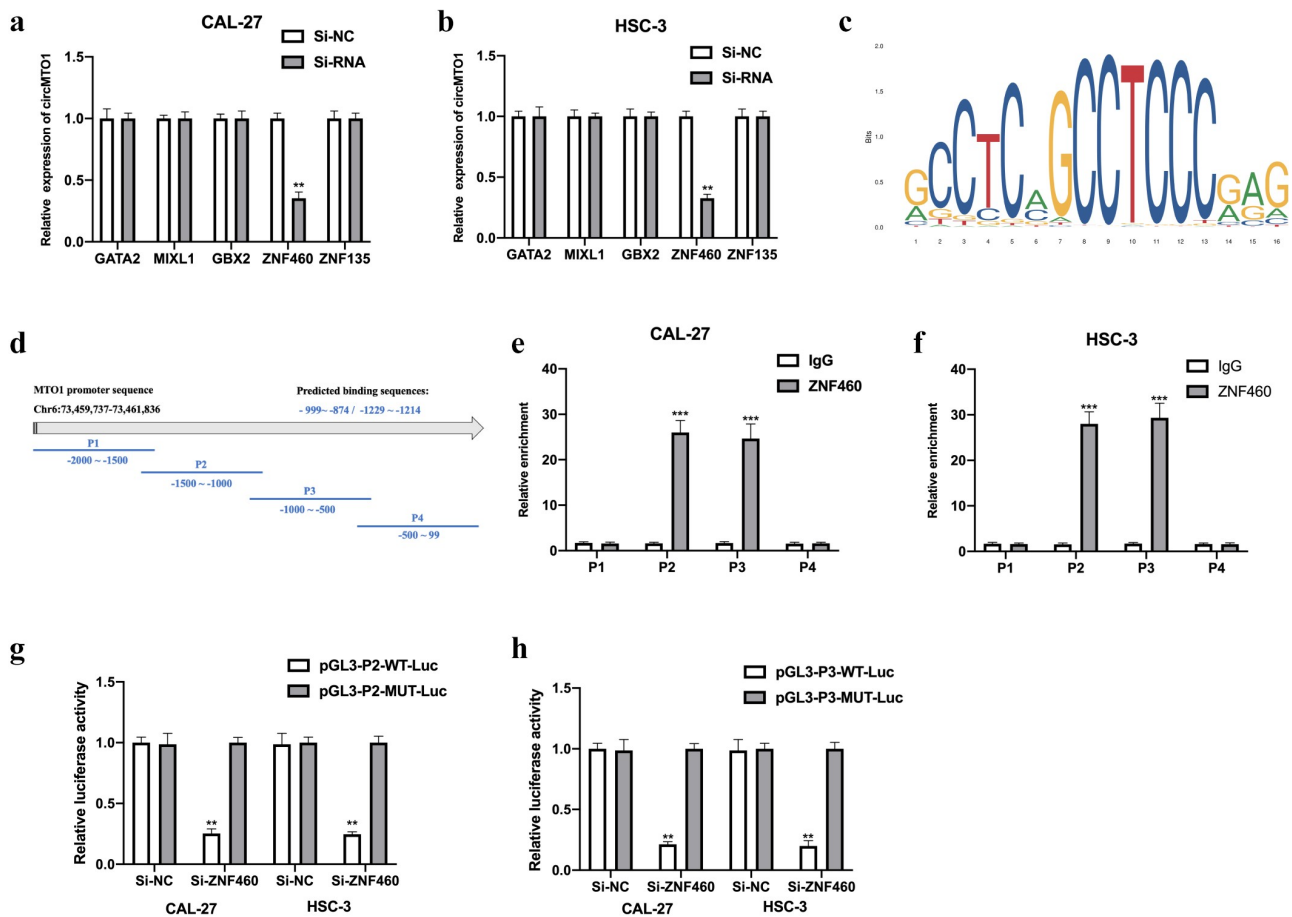 a
CAL-27
Si-NC
Si-RNA
Relative expression of circMTO1
1.5
1.0
0.5
0.0
GATA2 MIXL1 GBX2 ZNF460 ZNF135
**
b
HSC-3
Si-NC
Si-RNA
Relative expression of circMTO1
1.5
1.0
0.5
0.0
GATA2 MIXL1 GBX2 ZNF460 ZNF135
**
c
Bits
2.0
1.5
1.0
0.5
0.0
GCCTCAGCCTCCCGAG
1 2 3 4 5 6 7 8 9 10 11 12 13 14 15 16
d
MTO1 promoter sequence
Chr6:73,459,737-73,461,836
Predicted binding sequences:
- 999~ -874 / -1229 ~ -1214
P1
-2000 ~ -1500
P2
-1500 ~ -1000
P3
-1000 ~ -500
P4
-500 ~ 99
e
CAL-27
IgG
ZNF460
Relative enrichment
40
30
20
10
0
*** ***
P1 P2 P3 P4
f
HSC-3
IgG
ZNF460
Relative enrichment
40
30
20
10
0
*** ***
P1 P2 P3 P4
g
pGL3-P2-WT-Luc
pGL3-P2-MUT-Luc
Relative luciferase activity
1.5
1.0
0.5
0.0
** **
Si-NC Si-ZNF460 Si-NC Si-ZNF460
CAL-27 HSC-3
h
pGL3-P3-WT-Luc
pGL3-P3-MUT-Luc
Relative luciferase activity
1.5
1.0
0.5
0.0
** **
Si-NC Si-ZNF460 Si-NC Si-ZNF460
CAL-27 HSC-3